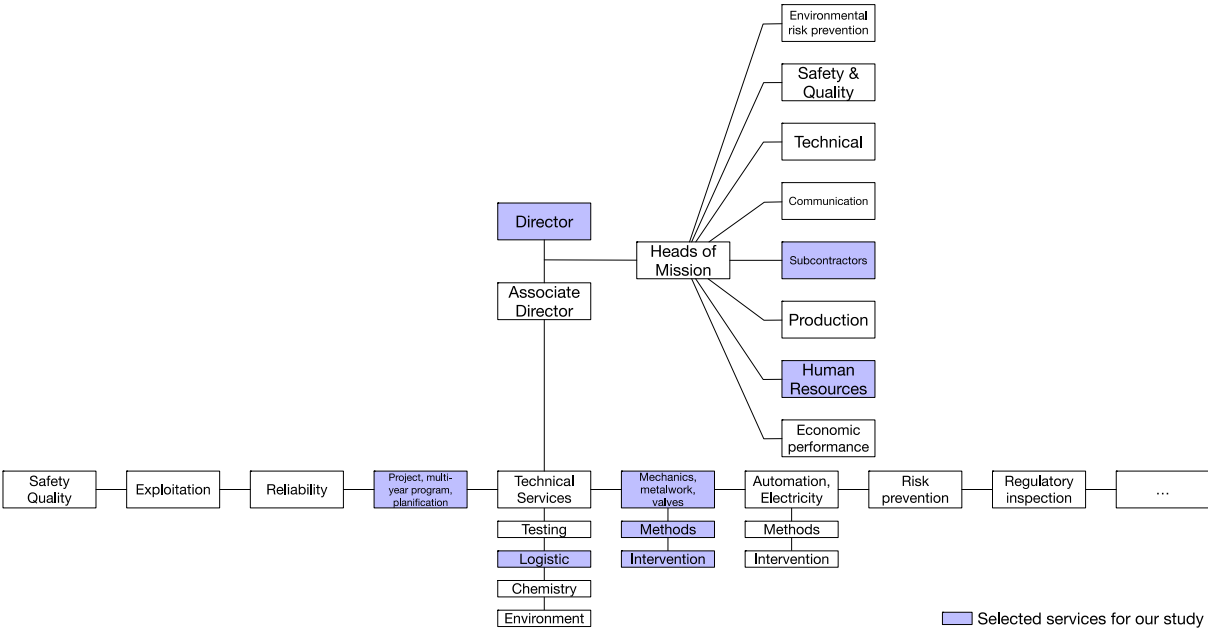 Environmental
risk prevention
Safety &
Quality
Technical
Communication
Director
Heads of
Mission
Subcontractors
Associate
Director
Production
Human
Resources
Economic
performance
Safety
Quality
Exploitation
Reliability
Project, multi-
year program,
planification
Technical
Services
Mechanics,
metalwork,
valves
Automation,
Electricity
Risk
prevention
Regulatory
inspection
...
Testing
Methods
Methods
Logistic
Intervention
Intervention
Chemistry
Environment
Selected services for our study